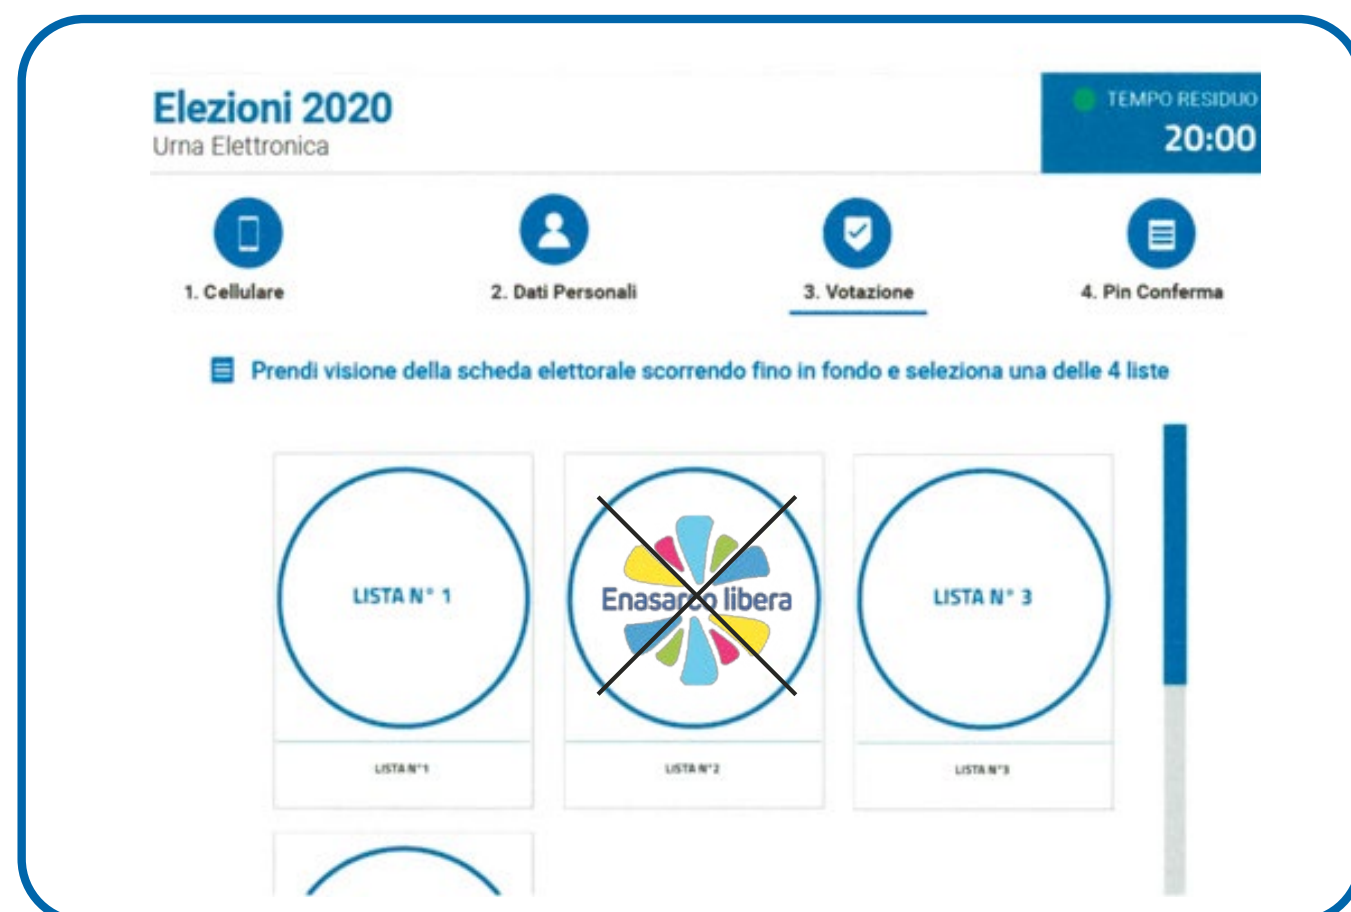 Elezioni 2020
Urna Elettronica
TEMPO RESIDUO
20:00
1. Cellulare
2. Dati Personali
3. Votazione
4. Pin Conferma
Prendi visione della scheda elettorale scorrendo fino in fondo e seleziona una delle 4 liste
LISTA N° 1
Enasarco libera
LISTA N° 3
LISTA N°1
LISTA N°2
LISTA N°3